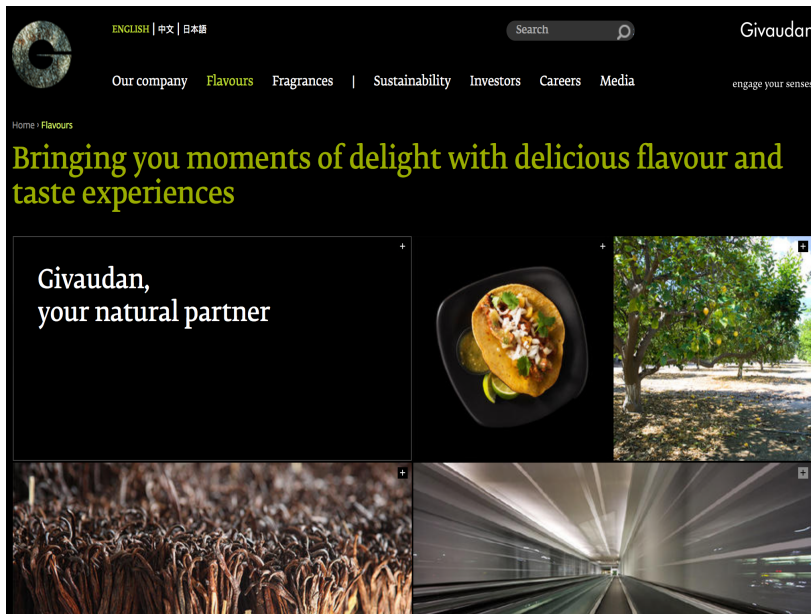 ENGLISH | 中文 | 日本語
Search
Givaudan
Our company Flavours Fragrances | Sustainability Investors Careers Media
engage your senses
Home › Flavours
Bringing you moments of delight with delicious flavour and
taste experiences
Givaudan,
your natural partner